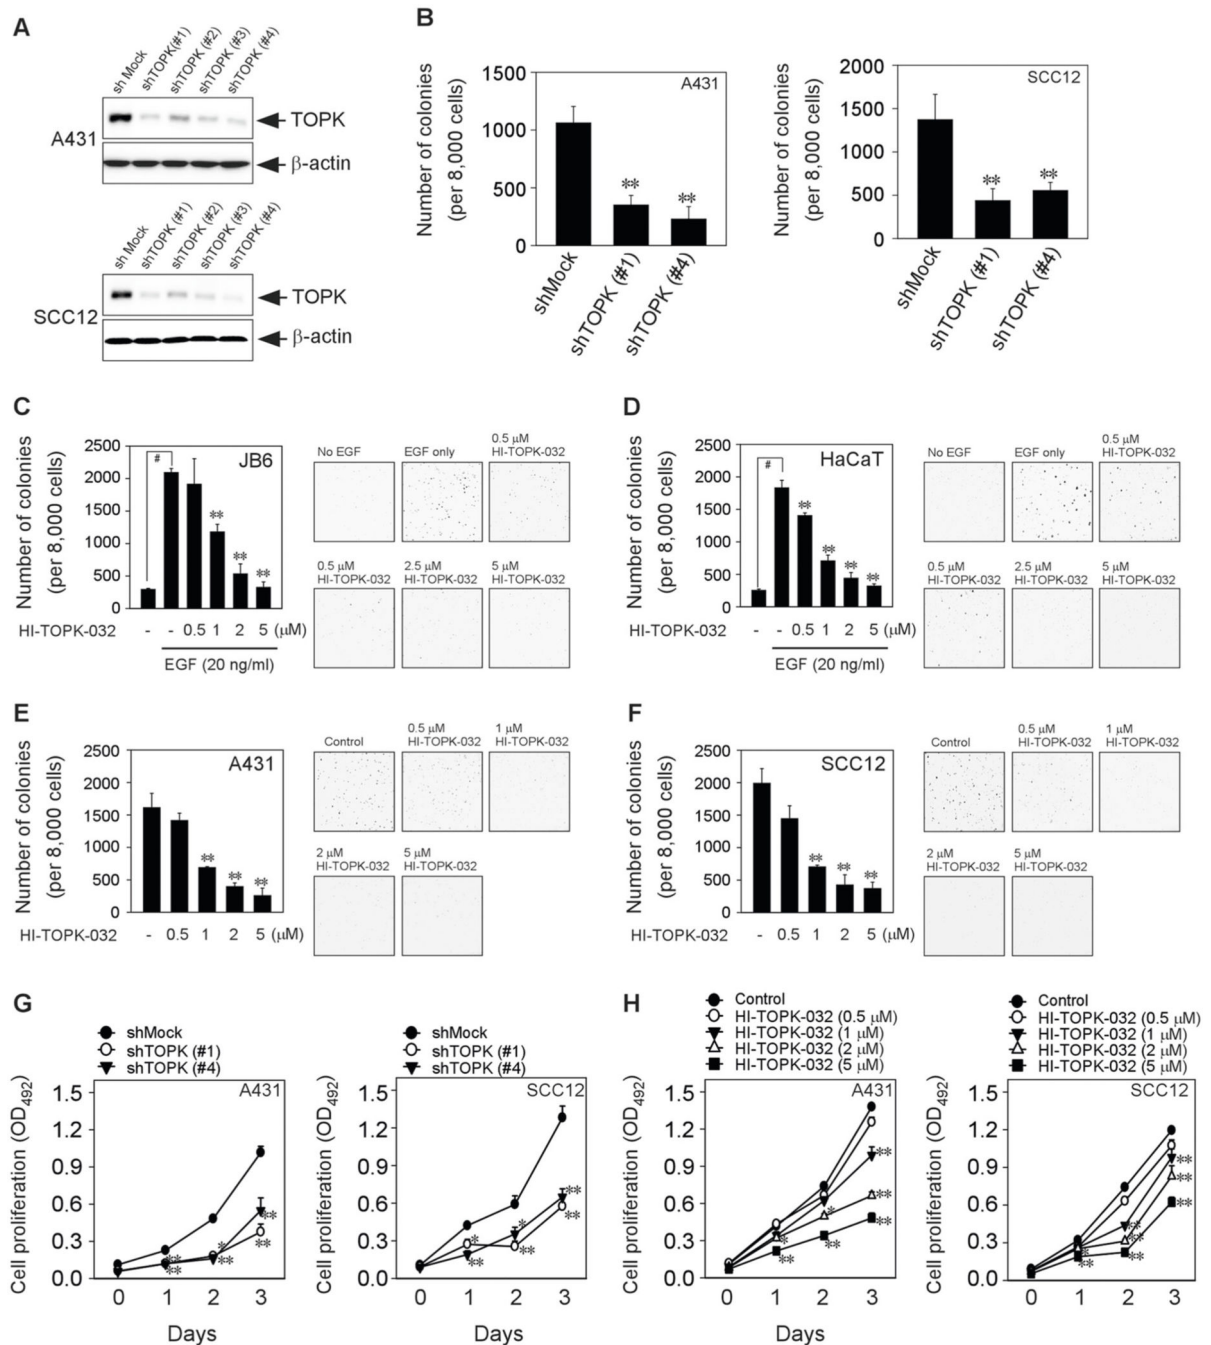 A
sh Mock
shTOPK(#1)
shTOPK (#2)
shTOPK (#3)
shTOPK (#4)
A431
TOPK
β-actin
sh Mock
shTOPK (#1)
shTOPK (#2)
shTOPK (#3)
shTOPK (#4)
SCC12
TOPK
β-actin
B
Number of colonies
(per 8,000 cells)
1500
1000
500
0
A431
**
**
shMock
shTOPK (#1)
shTOPK (#4)
Number of colonies
(per 8,000 cells)
2000
1500
1000
500
0
SCC12
**
**
shMock
shTOPK (#1)
shTOPK (#4)
C
Number of colonies
(per 8,000 cells)
2500
2000
1500
1000
500
0
#
JB6
**
**
**
HI-TOPK-032
- - 0.5 1 2 5 (μM)
EGF (20 ng/ml)
No EGF
EGF only
0.5 μM
HI-TOPK-032
0.5 μM
HI-TOPK-032
2.5 μM
HI-TOPK-032
5 μM
HI-TOPK-032
D
Number of colonies
(per 8,000 cells)
2500
2000
1500
1000
500
0
#
HaCaT
**
**
**
**
HI-TOPK-032
- - 0.5 1 2 5 (μM)
EGF (20 ng/ml)
No EGF
EGF only
0.5 μM
HI-TOPK-032
0.5 μM
HI-TOPK-032
2.5 μM
HI-TOPK-032
5 μM
HI-TOPK-032
E
Number of colonies
(per 8,000 cells)
2500
2000
1500
1000
500
0
A431
**
**
**
HI-TOPK-032
- 0.5 1 2 5 (μM)
Control
0.5 μM
HI-TOPK-032
1 μM
HI-TOPK-032
2 μM
HI-TOPK-032
5 μM
HI-TOPK-032
F
Number of colonies
(per 8,000 cells)
2500
2000
1500
1000
500
0
SCC12
**
**
**
HI-TOPK-032
- 0.5 1 2 5 (μM)
Control
0.5 μM
HI-TOPK-032
1 μM
HI-TOPK-032
2 μM
HI-TOPK-032
5 μM
HI-TOPK-032
G
shMock
shTOPK (#1)
shTOPK (#4)
Cell proliferation (OD492)
1.5
1.2
0.9
0.6
0.3
0.0
A431
**
**
*
**
**
**
0 1 2 3
Days
shMock
shTOPK (#1)
shTOPK (#4)
Cell proliferation (OD492)
1.5
1.2
0.9
0.6
0.3
0.0
SCC12
*
**
*
**
**
**
0 1 2 3
Days
H
Control
HI-TOPK-032 (0.5 μM)
HI-TOPK-032 (1 μM)
HI-TOPK-032 (2 μM)
HI-TOPK-032 (5 μM)
Cell proliferation (OD492)
1.5
1.2
0.9
0.6
0.3
0.0
A431
*
**
*
**
**
**
**
0 1 2 3
Days
Control
HI-TOPK-032 (0.5 μM)
HI-TOPK-032 (1 μM)
HI-TOPK-032 (2 μM)
HI-TOPK-032 (5 μM)
Cell proliferation (OD492)
1.5
1.2
0.9
0.6
0.3
0.0
SCC12
*
**
**
**
**
**
**
**
0 1 2 3
Days